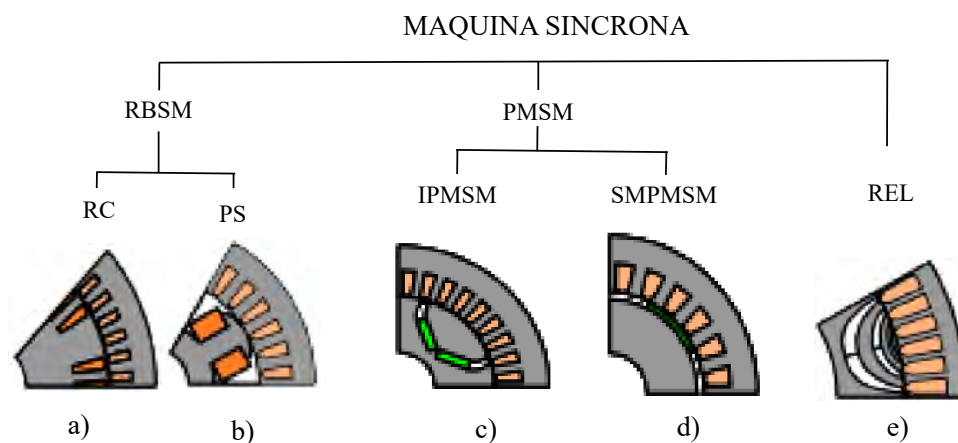 MAQUINA SINCRONA
RBSM
PMSM
IPMSM
SMPMSM
REL
RC
PS
a)
b)
c)
d)
e)